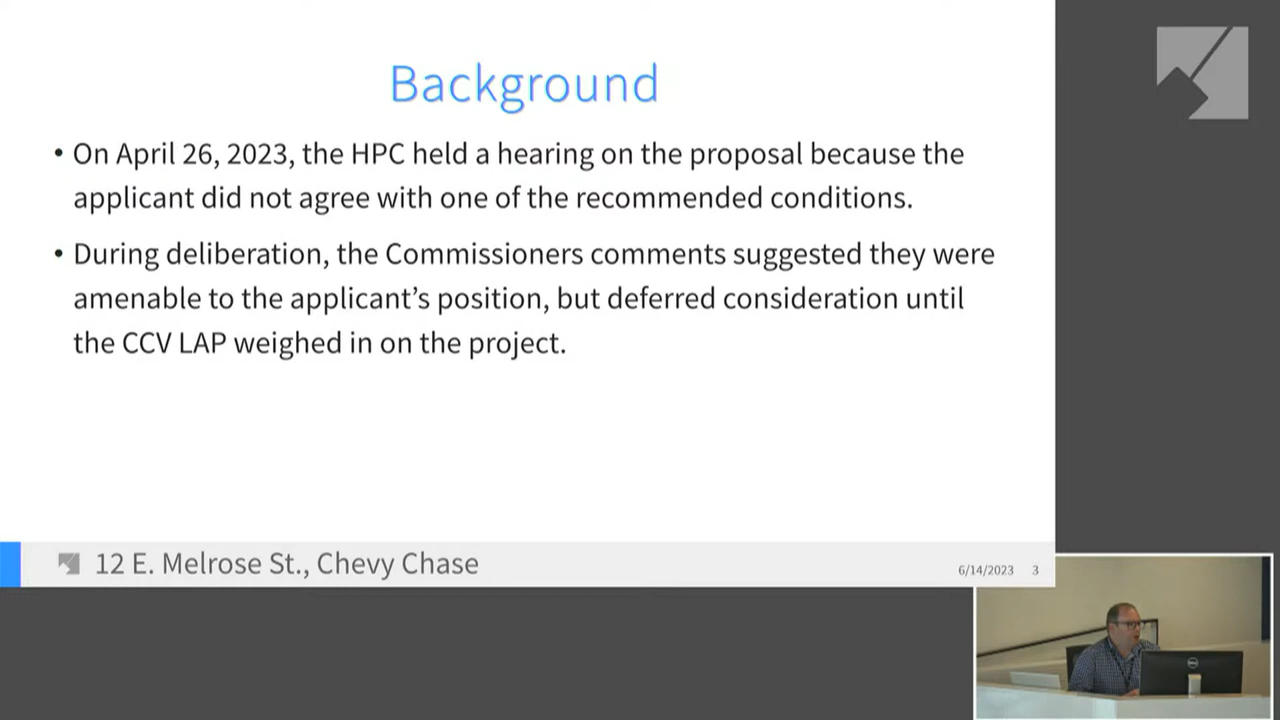 Background
• On April 26, 2023, the HPC held a hearing on the proposal because the
applicant did not agree with one of the recommended conditions.
• During deliberation, the Commissioners comments suggested they were
amenable to the applicant's position, but deferred consideration until
the CCV LAP weighed in on the project.
12 E. Melrose St., Chevy Chase
6/14/2023 3
DELL